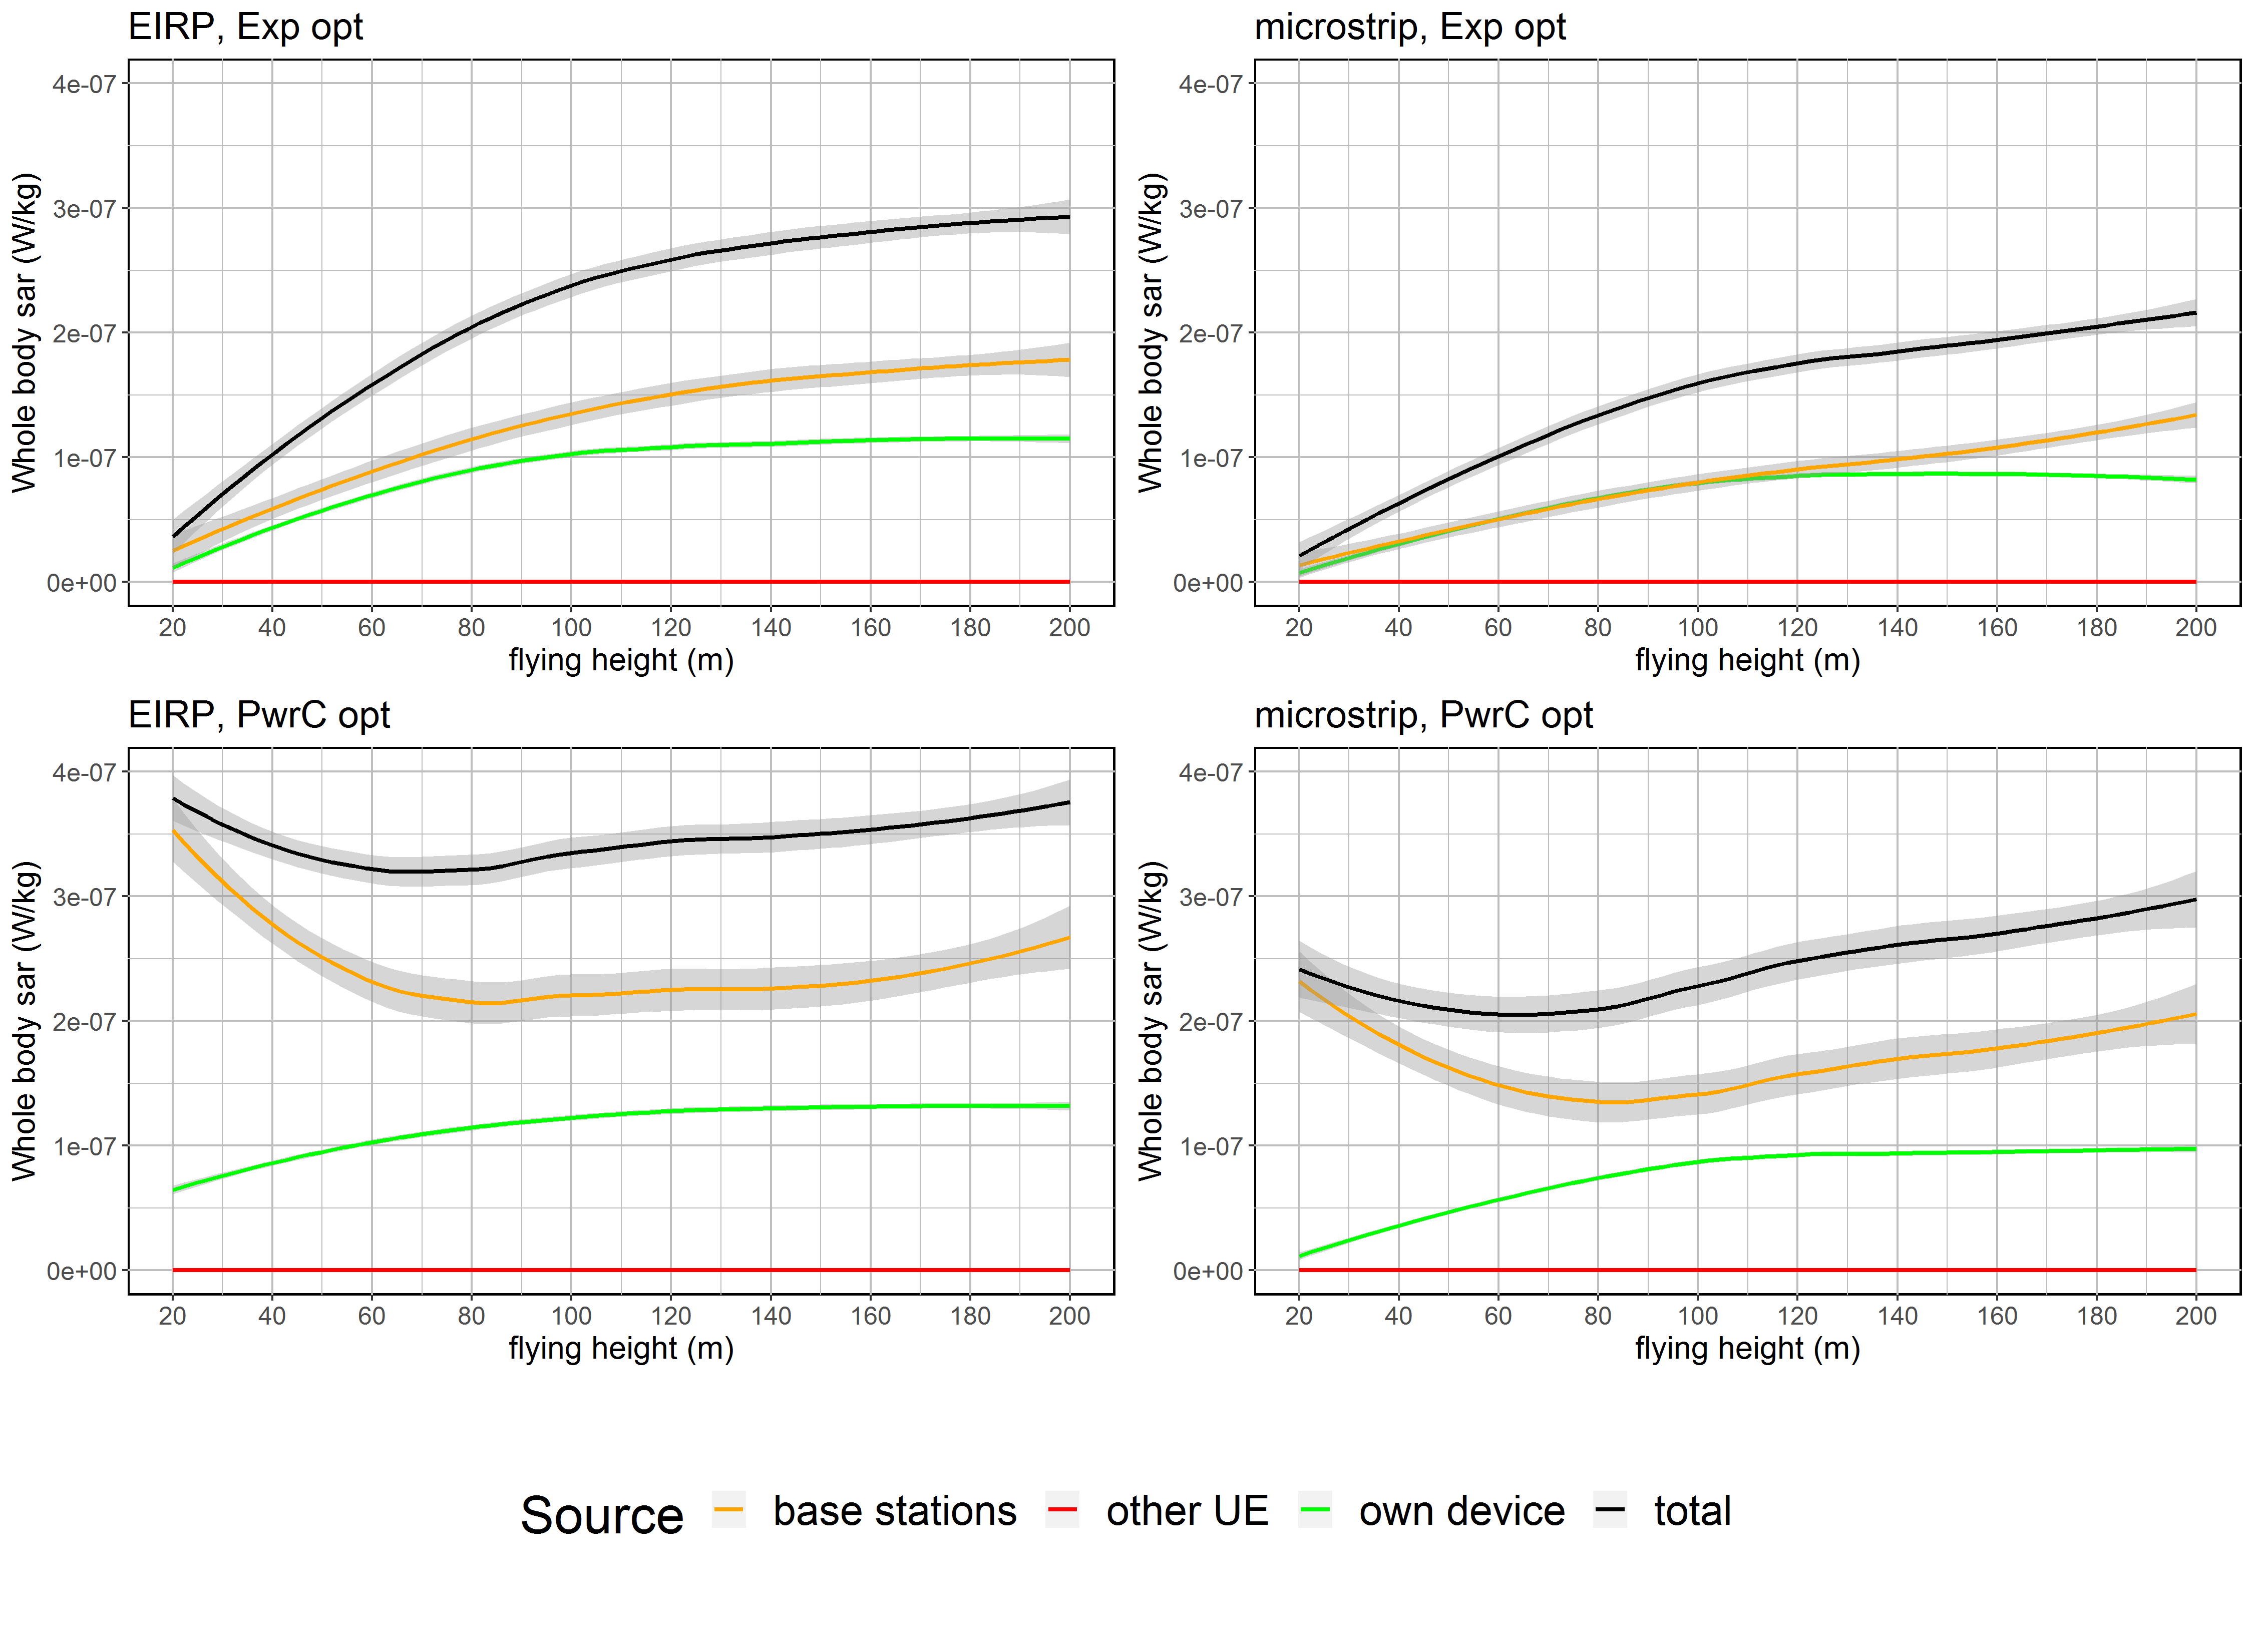 EIRP, Exp opt
Whole body sar (W/kg)
4e-07
3e-07
2e-07
1e-07
0e+00
20 40 60 80 100 120 140 160 180 200
flying height (m)
microstrip, Exp opt
Whole body sar (W/kg)
4e-07
3e-07
2e-07
1e-07
0e+00
20 40 60 80 100 120 140 160 180 200
flying height (m)
EIRP, PwrC opt
Whole body sar (W/kg)
4e-07
3e-07
2e-07
1e-07
0e+00
20 40 60 80 100 120 140 160 180 200
flying height (m)
microstrip, PwrC opt
Whole body sar (W/kg)
4e-07
3e-07
2e-07
1e-07
0e+00
20 40 60 80 100 120 140 160 180 200
flying height (m)
Source base stations other UE own device total